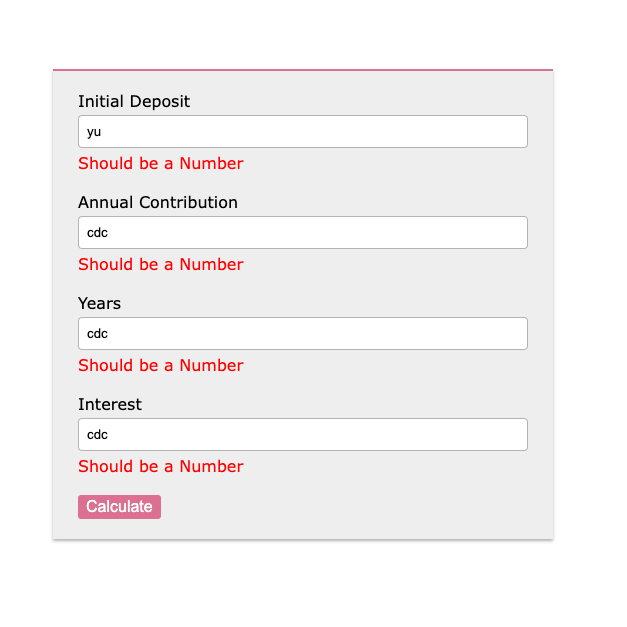 Initial Deposit
yu
Should be a Number
Annual Contribution
cdc
Should be a Number
Years
cdc
Should be a Number
Interest
cdc
Should be a Number
Calculate